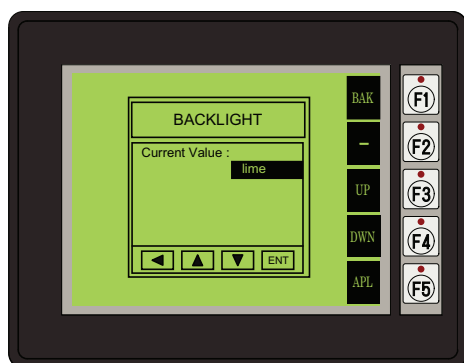 BACKLIGHT
Current Value :
lime
ENT
BAK
–
UP
DWN
APL
F1
F2
F3
F4
F5